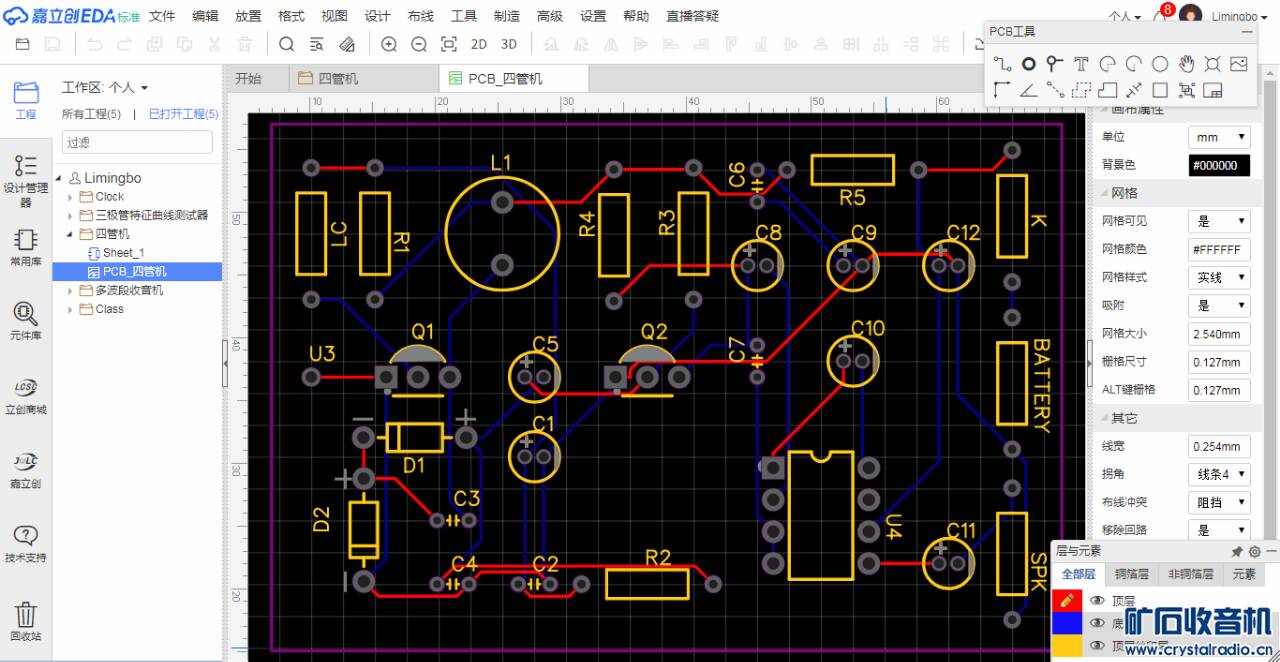 嘉立创EDA标准 文件 编辑 放置 格式 视图 设计 布线 工具 制造 高级 设置 帮助 直播答疑 个人 8 Limingbo
2D 3D
PCB工具
工程
设计管理器
常用库
元件库
立创商城
嘉立创
技术支持
回收站
工作区: 个人
所有工程(5) | 已打开工程(5)
过滤
Limingbo
Clock
三极管特征曲线测试器
四管机
Sheet_1
PCB_四管机
多波段收音机
Class
开始 四管机 PCB_四管机
10 20 30 40 50 60
50
40
30
20
L1 C6 R5
LC R1 R4 R3 K
C8 C9 C12
Q1 Q2 C10
U3 C5 C7 BATTERY
C1
D1
C3
D2 U4 C11
C4 C2 R2 SPK
画布属性
单位 mm
背景色 #000000
网格
网格可见 是
网格颜色 #FFFFFF
网格样式 实线
吸附 是
网格大小 2.540mm
栅格尺寸 0.127mm
ALT键栅格 0.127mm
其它
线宽 0.254mm
拐角 线条4
布线冲突 阻挡
移除回路 是
层与元素
全部层 铜箔层 非铜箔层 元素
顶层
矿石收音机
www.crystalradio.cn